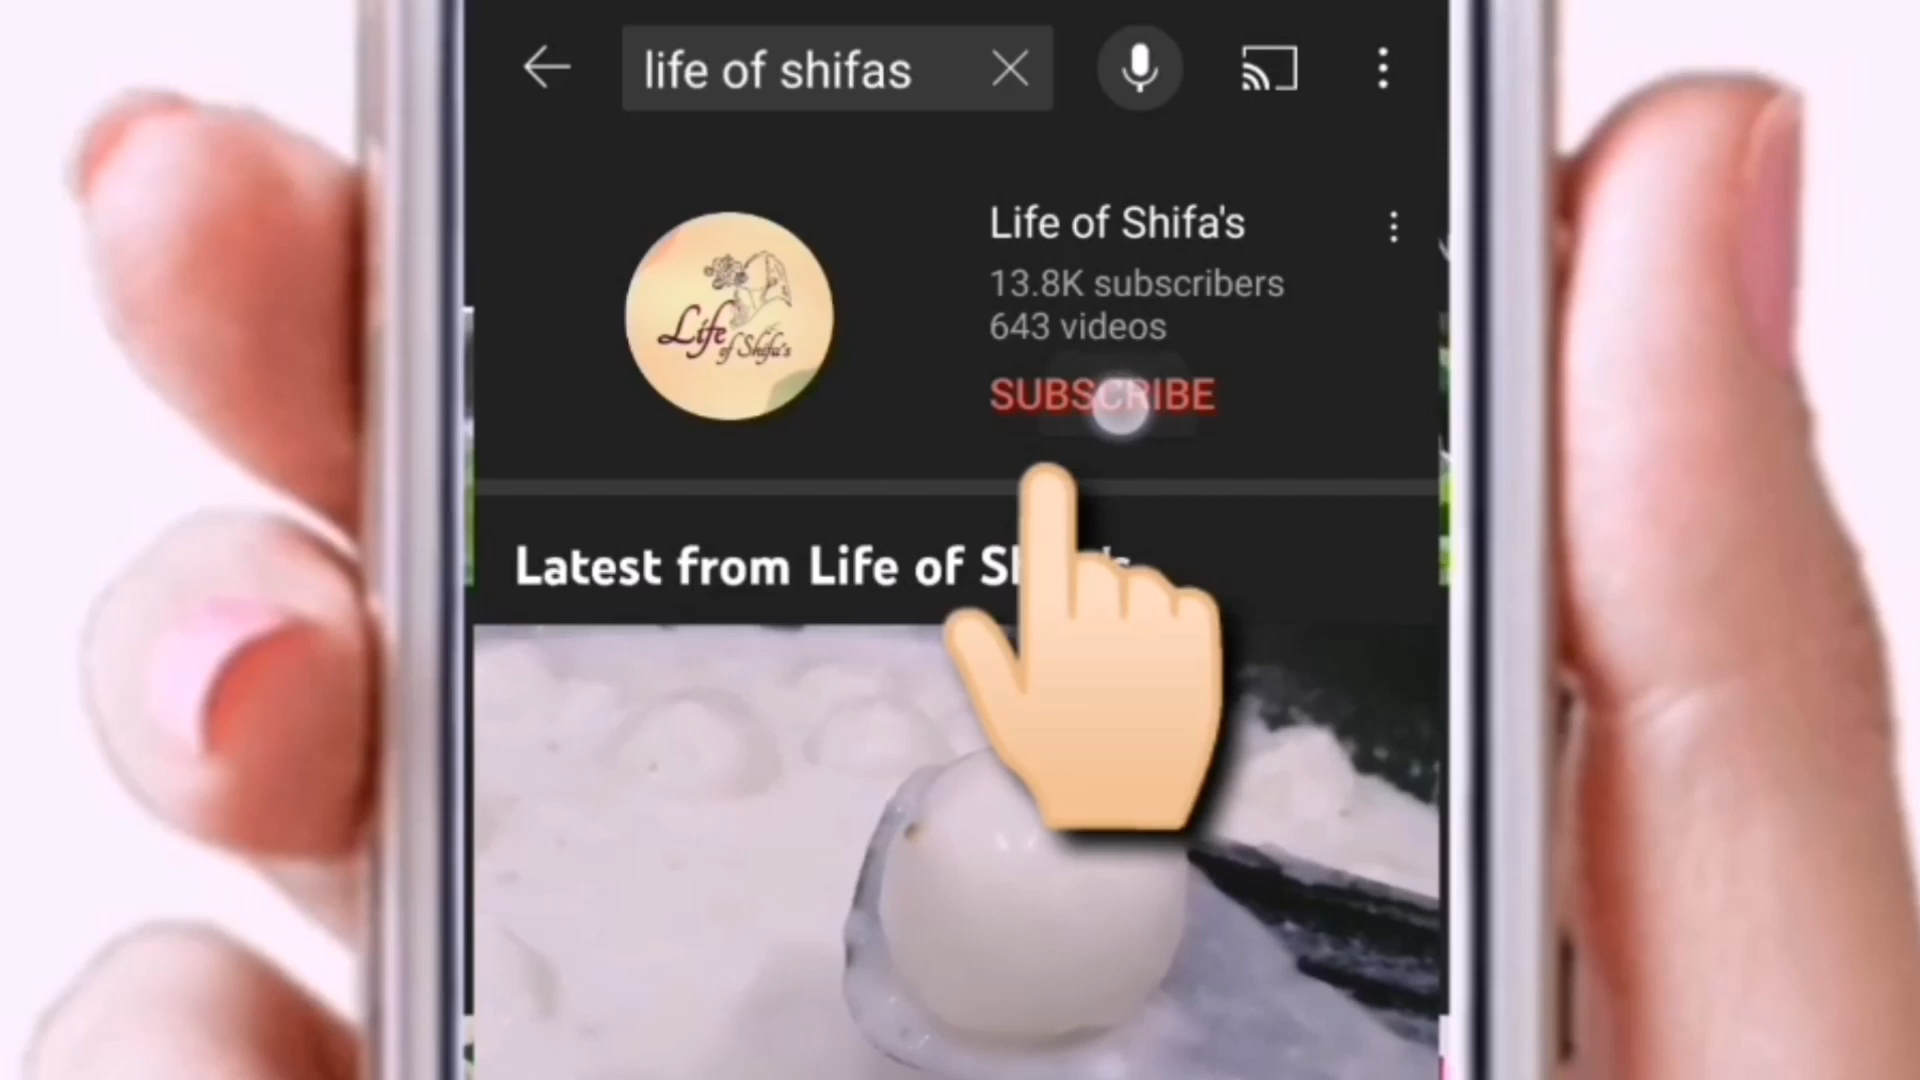 life of shifas
Life of Shifa's
13.8K subscribers
643 videos
SUBSCRIBE
Life
of Shifa's
Latest from Life of